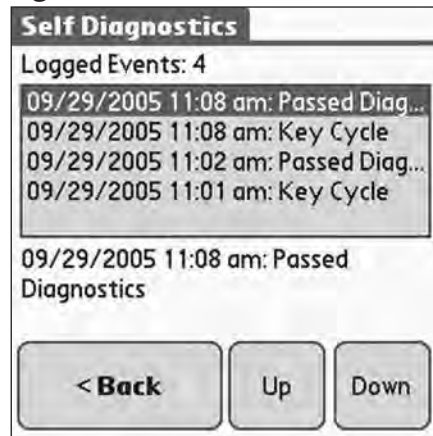 Self Diagnostics
Logged Events: 4
09/29/2005 11:08 am: Passed Diag...
09/29/2005 11:08 am: Key Cycle
09/29/2005 11:02 am: Passed Diag...
09/29/2005 11:01 am: Key Cycle
09/29/2005 11:08 am: Passed
Diagnostics
< Back
Up
Down